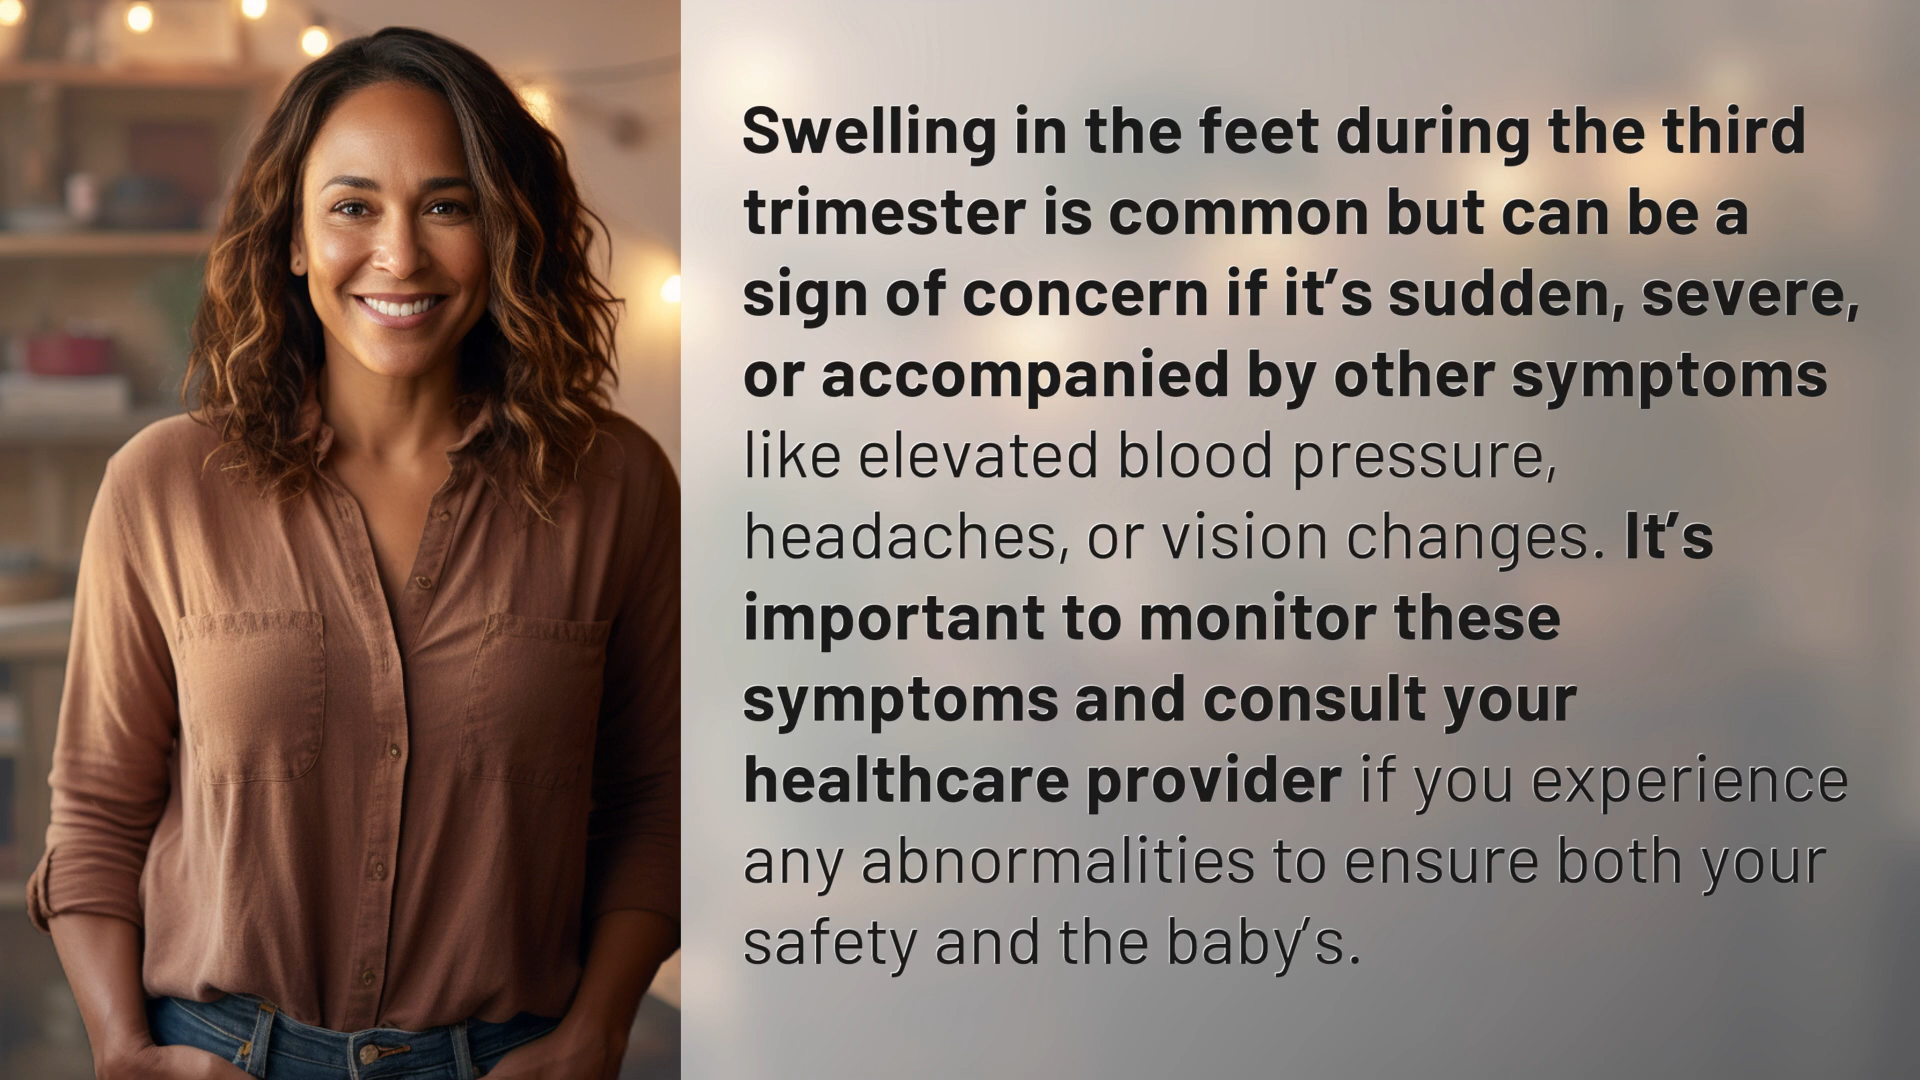 Swelling in the feet during the third
trimester is common but can be a
sign of concern if it’s sudden, severe,
or accompanied by other symptoms
like elevated blood pressure,
headaches, or vision changes. It’s
important to monitor these
symptoms and consult your
healthcare provider if you experience
any abnormalities to ensure both your
safety and the baby’s.